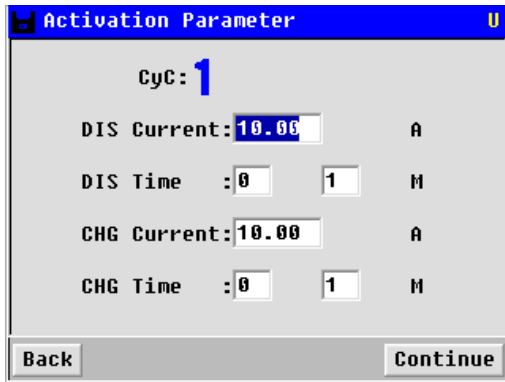 Activation Parameter U
CyC: 1
DIS Current: 10.00 A
DIS Time : 0 1 M
CHG Current: 10.00 A
CHG Time : 0 1 M
Back Continue